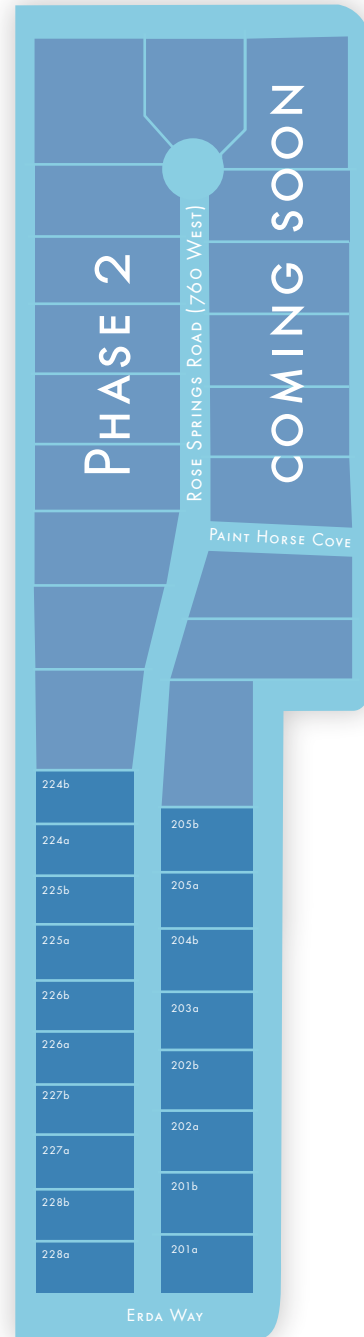 Phase 2
Coming Soon
Rose Springs Road (760 West)
Paint Horse Cove
224b
224a
225b
225a
226b
226a
227b
227a
228b
228a
205b
205a
204b
203a
202b
202a
201b
201a
Erda Way